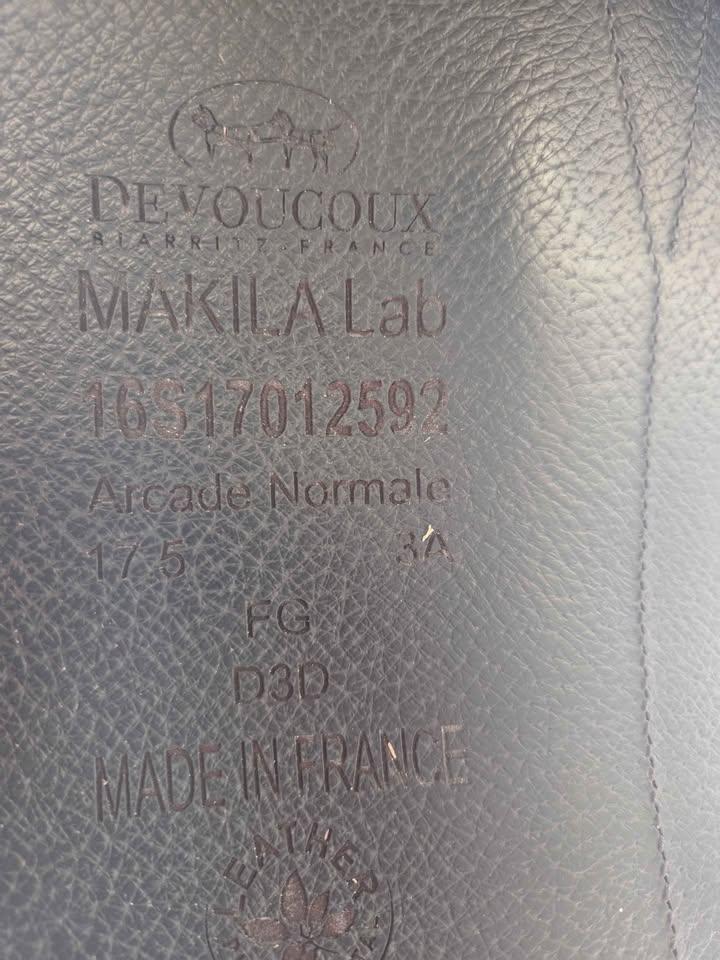 DEVOUCOUX
BIARRITZ-FRANCE
MAKILA Lab
16S17012592
Arcade Normale
17.5 3A
FG
D3D
MADE IN FRANCE
LEATHER